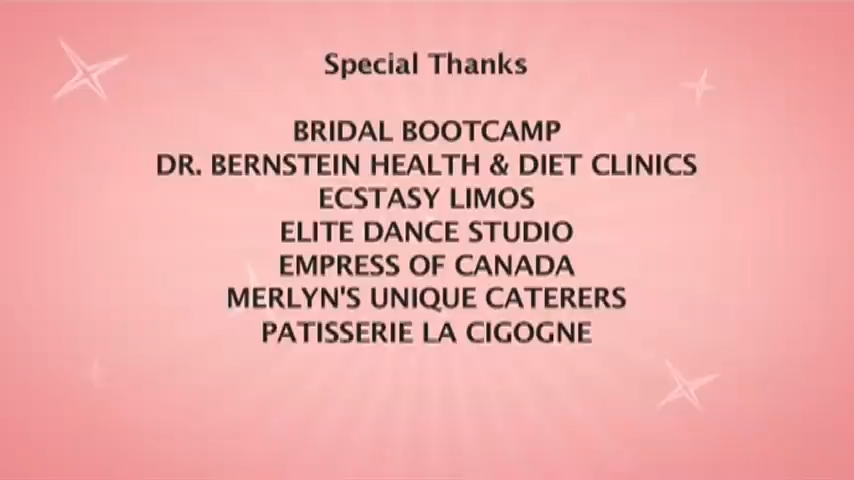 Special Thanks
BRIDAL BOOTCAMP
DR. BERNSTEIN HEALTH & DIET CLINICS
ECSTASY LIMOS
ELITE DANCE STUDIO
EMPRESS OF CANADA
MERLYN'S UNIQUE CATERERS
PATISSERIE LA CIGOGNE